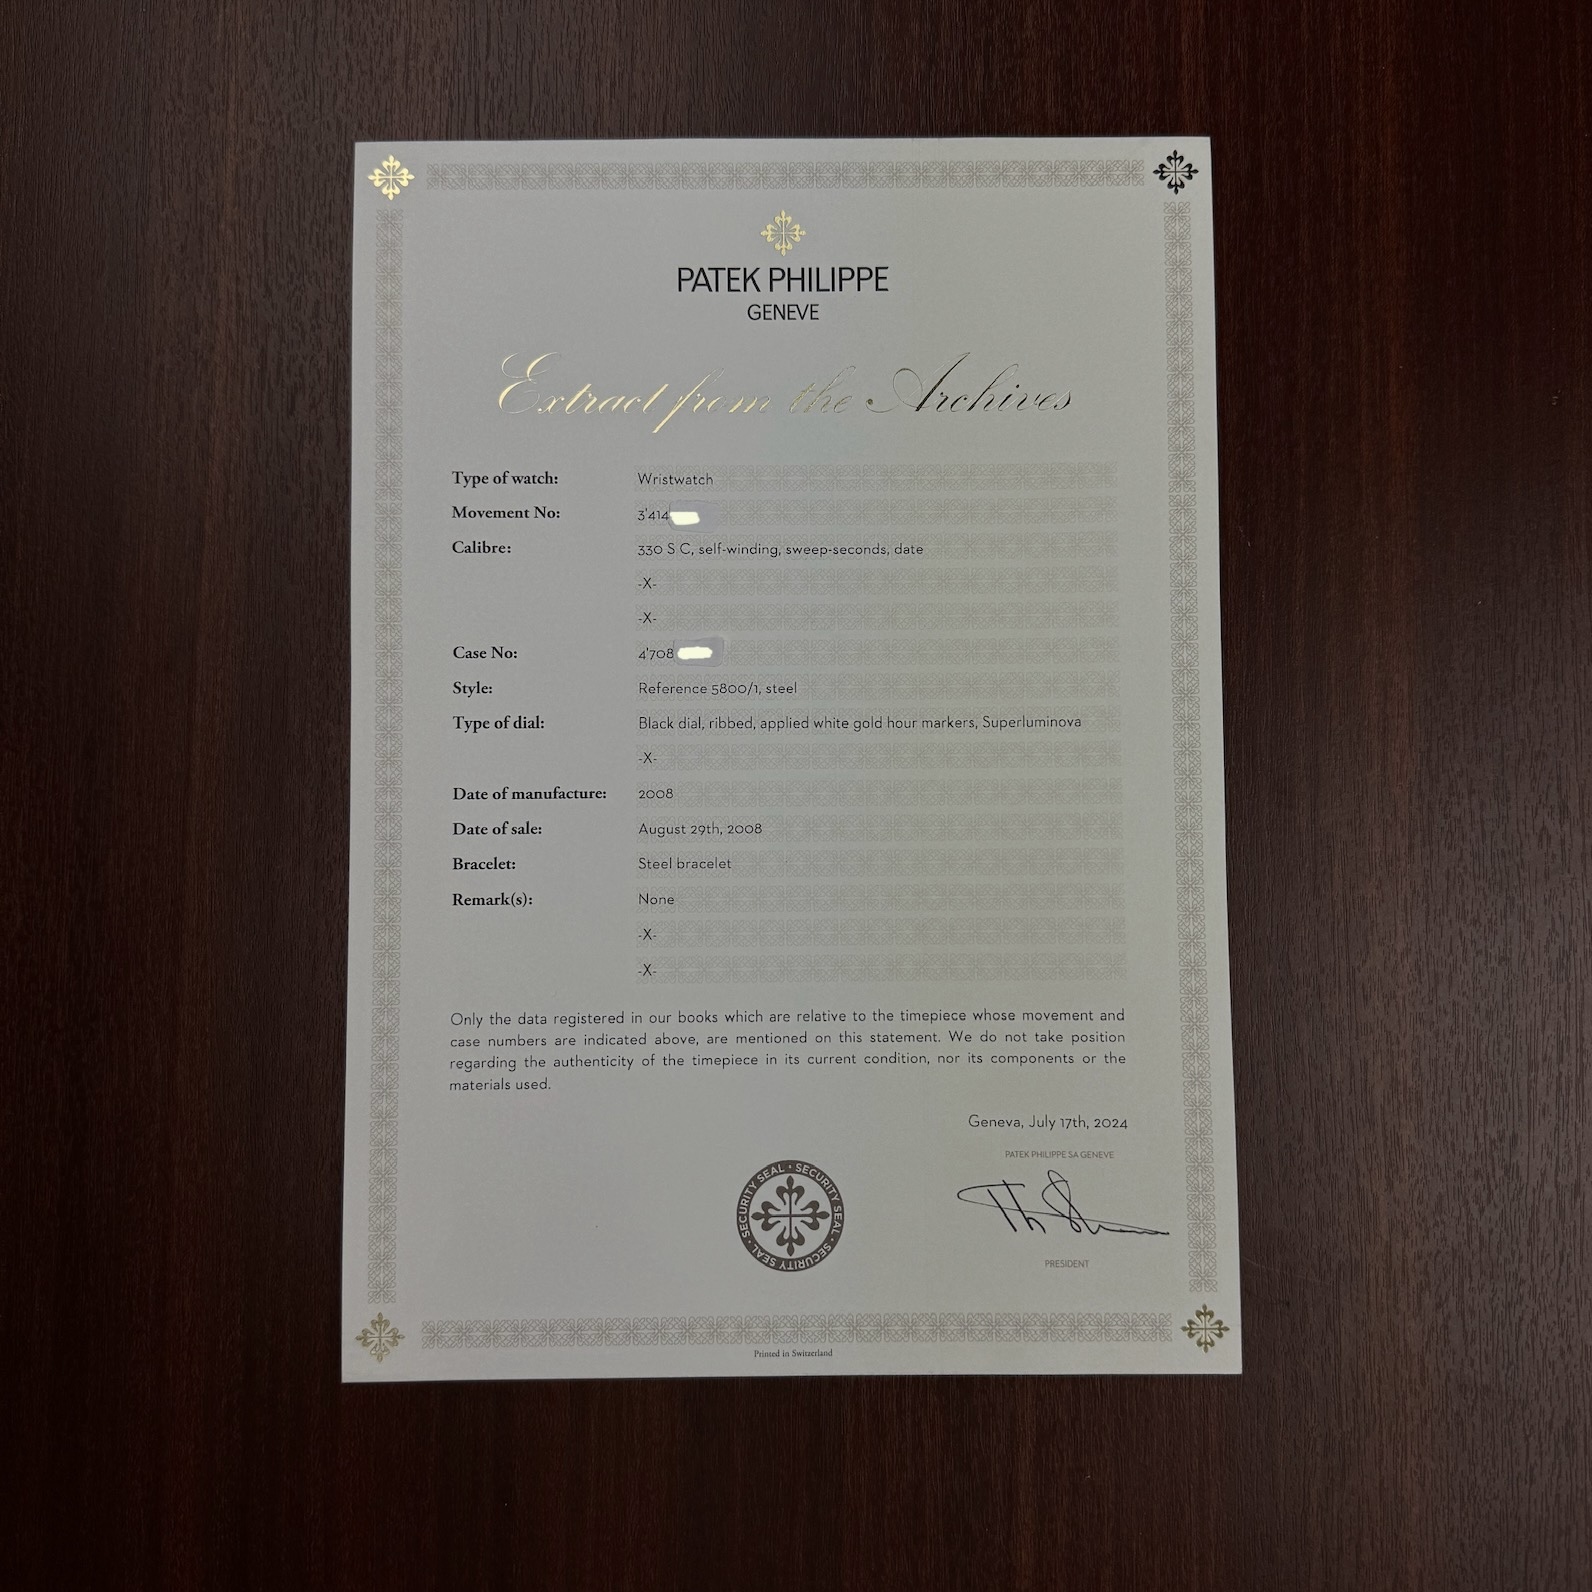 PATEK PHILIPPE
GENEVE
Extract from the Archives
Type of watch: Wristwatch
Movement No: 3'414
Calibre: 330 S C, self-winding, sweep-seconds, date
-X-
-X-
Case No: 4'708
Style: Reference 5800/1, steel
Type of dial: Black dial, ribbed, applied white gold hour markers, Superluminova
-X-
Date of manufacture: 2008
Date of sale: August 29th, 2008
Bracelet: Steel bracelet
Remark(s): None
-X-
-X-
Only the data registered in our books which are relative to the timepiece whose movement and
case numbers are indicated above, are mentioned on this statement. We do not take position
regarding the authenticity of the timepiece in its current condition, nor its components or the
materials used.
Geneva, July 17th, 2024
PATEK PHILIPPE SA GENEVE
SECURITY SEAL • SECURITY SEAL • SECURITY SEAL • SECURITY SEAL •
PRESIDENT
Printed in Switzerland